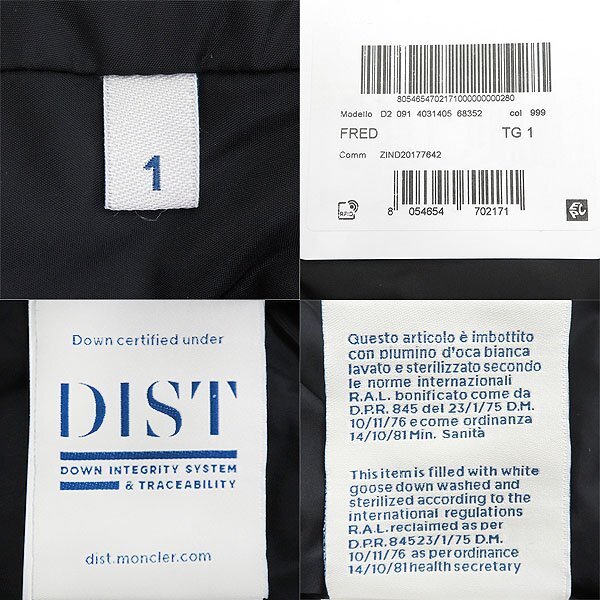 1
8054654702171000000000280
Modello D2 091 4031405 68352 col 999
FRED TG 1
Comm ZIND20177642
RFID
8 054654 702171
EPC
Down certified under
DIST
DOWN INTEGRITY SYSTEM
& TRACEABILITY
dist.moncler.com
Questo articolo è imbottito
con piumino d'oca bianca
lavato e sterilizzato secondo
le norme internazionali
R.A.L. bonificato come da
D.P.R. 845 del 23/1/75 D.M.
10/11/76 e come ordinanza
14/10/81 Min. Sanità
This item is filled with white
goose down washed and
sterilized according to the
international regulations
R.A.L. reclaimed as per
D.P.R. 84523/1/75 D.M.
10/11/76 as per ordinance
14/10/81 health secretary